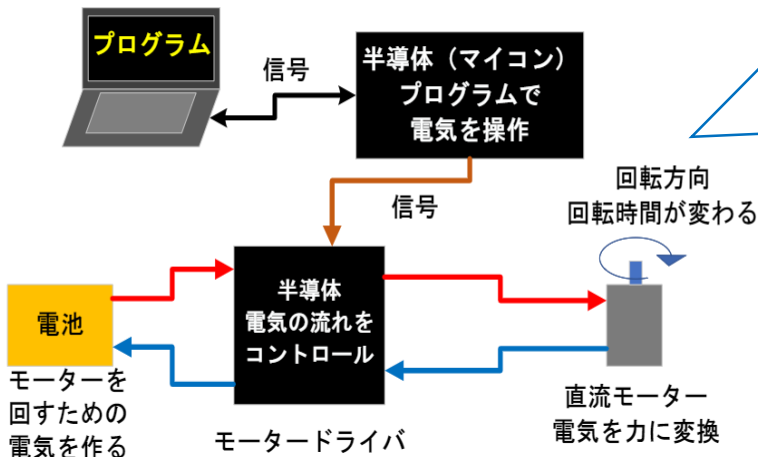 プログラム
信号
半導体（マイコン）
プログラムで
電気を操作
信号
回転方向
回転時間が変わる
電池
半導体
電気の流れを
コントロール
モーターを
回すための
電気を作る
モータードライバ
直流モーター
電気を力に変換